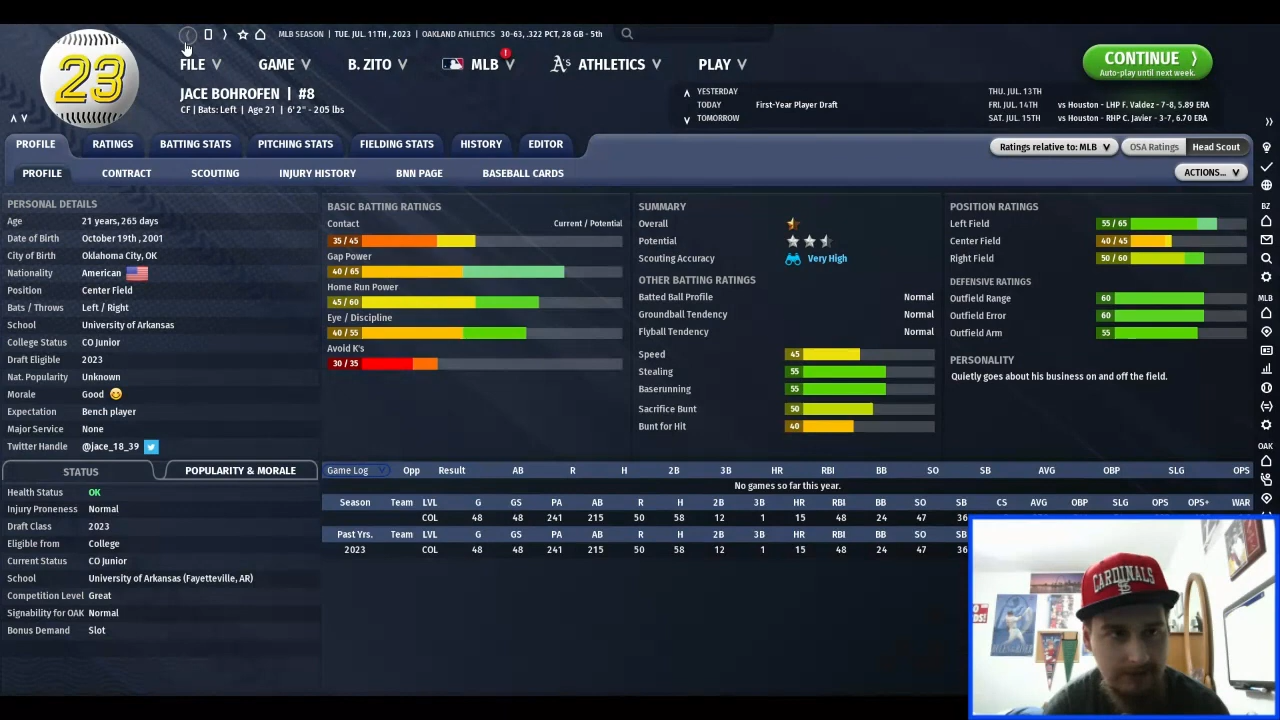 23
MLB SEASON | TUE. JUL. 11TH , 2023 | OAKLAND ATHLETICS 30-63, .322 PCT, 28 GB - 5th
FILE GAME B. ZITO MLB ! A's ATHLETICS PLAY
CONTINUE
Auto-play until next week.
JACE BOHROFEN | #8
CF | Bats: Left | Age 21 | 6'2" - 205 lbs
YESTERDAY
TODAY First-Year Player Draft
TOMORROW
THU. JUL. 13TH
FRI. JUL. 14TH vs Houston - LHP F. Valdez - 7-8, 5.89 ERA
SAT. JUL. 15TH vs Houston - RHP C. Javier - 3-7, 6.70 ERA
PROFILE RATINGS BATTING STATS PITCHING STATS FIELDING STATS HISTORY EDITOR
Ratings relative to: MLB OSA Ratings Head Scout
PROFILE CONTRACT SCOUTING INJURY HISTORY BNN PAGE BASEBALL CARDS
ACTIONS...
PERSONAL DETAILS
Age 21 years, 265 days
Date of Birth October 19th , 2001
City of Birth Oklahoma City, OK
Nationality American
Position Center Field
Bats / Throws Left / Right
School University of Arkansas
College Status CO Junior
Draft Eligible 2023
Nat. Popularity Unknown
Morale Good
Expectation Bench player
Major Service None
Twitter Handle @jace_18_39
BASIC BATTING RATINGS
Contact Current / Potential
35 / 45
Gap Power
40 / 65
Home Run Power
45 / 60
Eye / Discipline
40 / 55
Avoid K's
30 / 35
SUMMARY
Overall
Potential
Scouting Accuracy Very High
OTHER BATTING RATINGS
Batted Ball Profile Normal
Groundball Tendency Normal
Flyball Tendency Normal
Speed 45
Stealing 55
Baserunning 55
Sacrifice Bunt 50
Bunt for Hit 40
POSITION RATINGS
Left Field 55 / 65
Center Field 40 / 45
Right Field 50 / 60
DEFENSIVE RATINGS
Outfield Range 60
Outfield Error 60
Outfield Arm 55
PERSONALITY
Quietly goes about his business on and off the field.
BZ
MLB
OAK
STATUS POPULARITY & MORALE
Health Status OK
Injury Proneness Normal
Draft Class 2023
Eligible from College
Current Status CO Junior
School University of Arkansas (Fayetteville, AR)
Competition Level Great
Signability for OAK Normal
Bonus Demand Slot
Game Log Opp Result AB R H 2B 3B HR RBI BB SO SB AVG OBP SLG OPS
No games so far this year.
Season Team LVL G GS PA AB R H 2B 3B HR RBI BB SO SB CS AVG OBP SLG OPS OPS+ WAR
COL 48 48 241 215 50 58 12 1 15 48 24 47 36
Past Yrs. Team LVL G GS PA AB R H 2B 3B HR RBI BB SO SB
2023 COL 48 48 241 215 50 58 12 1 15 48 24 47 36
CARDINALS